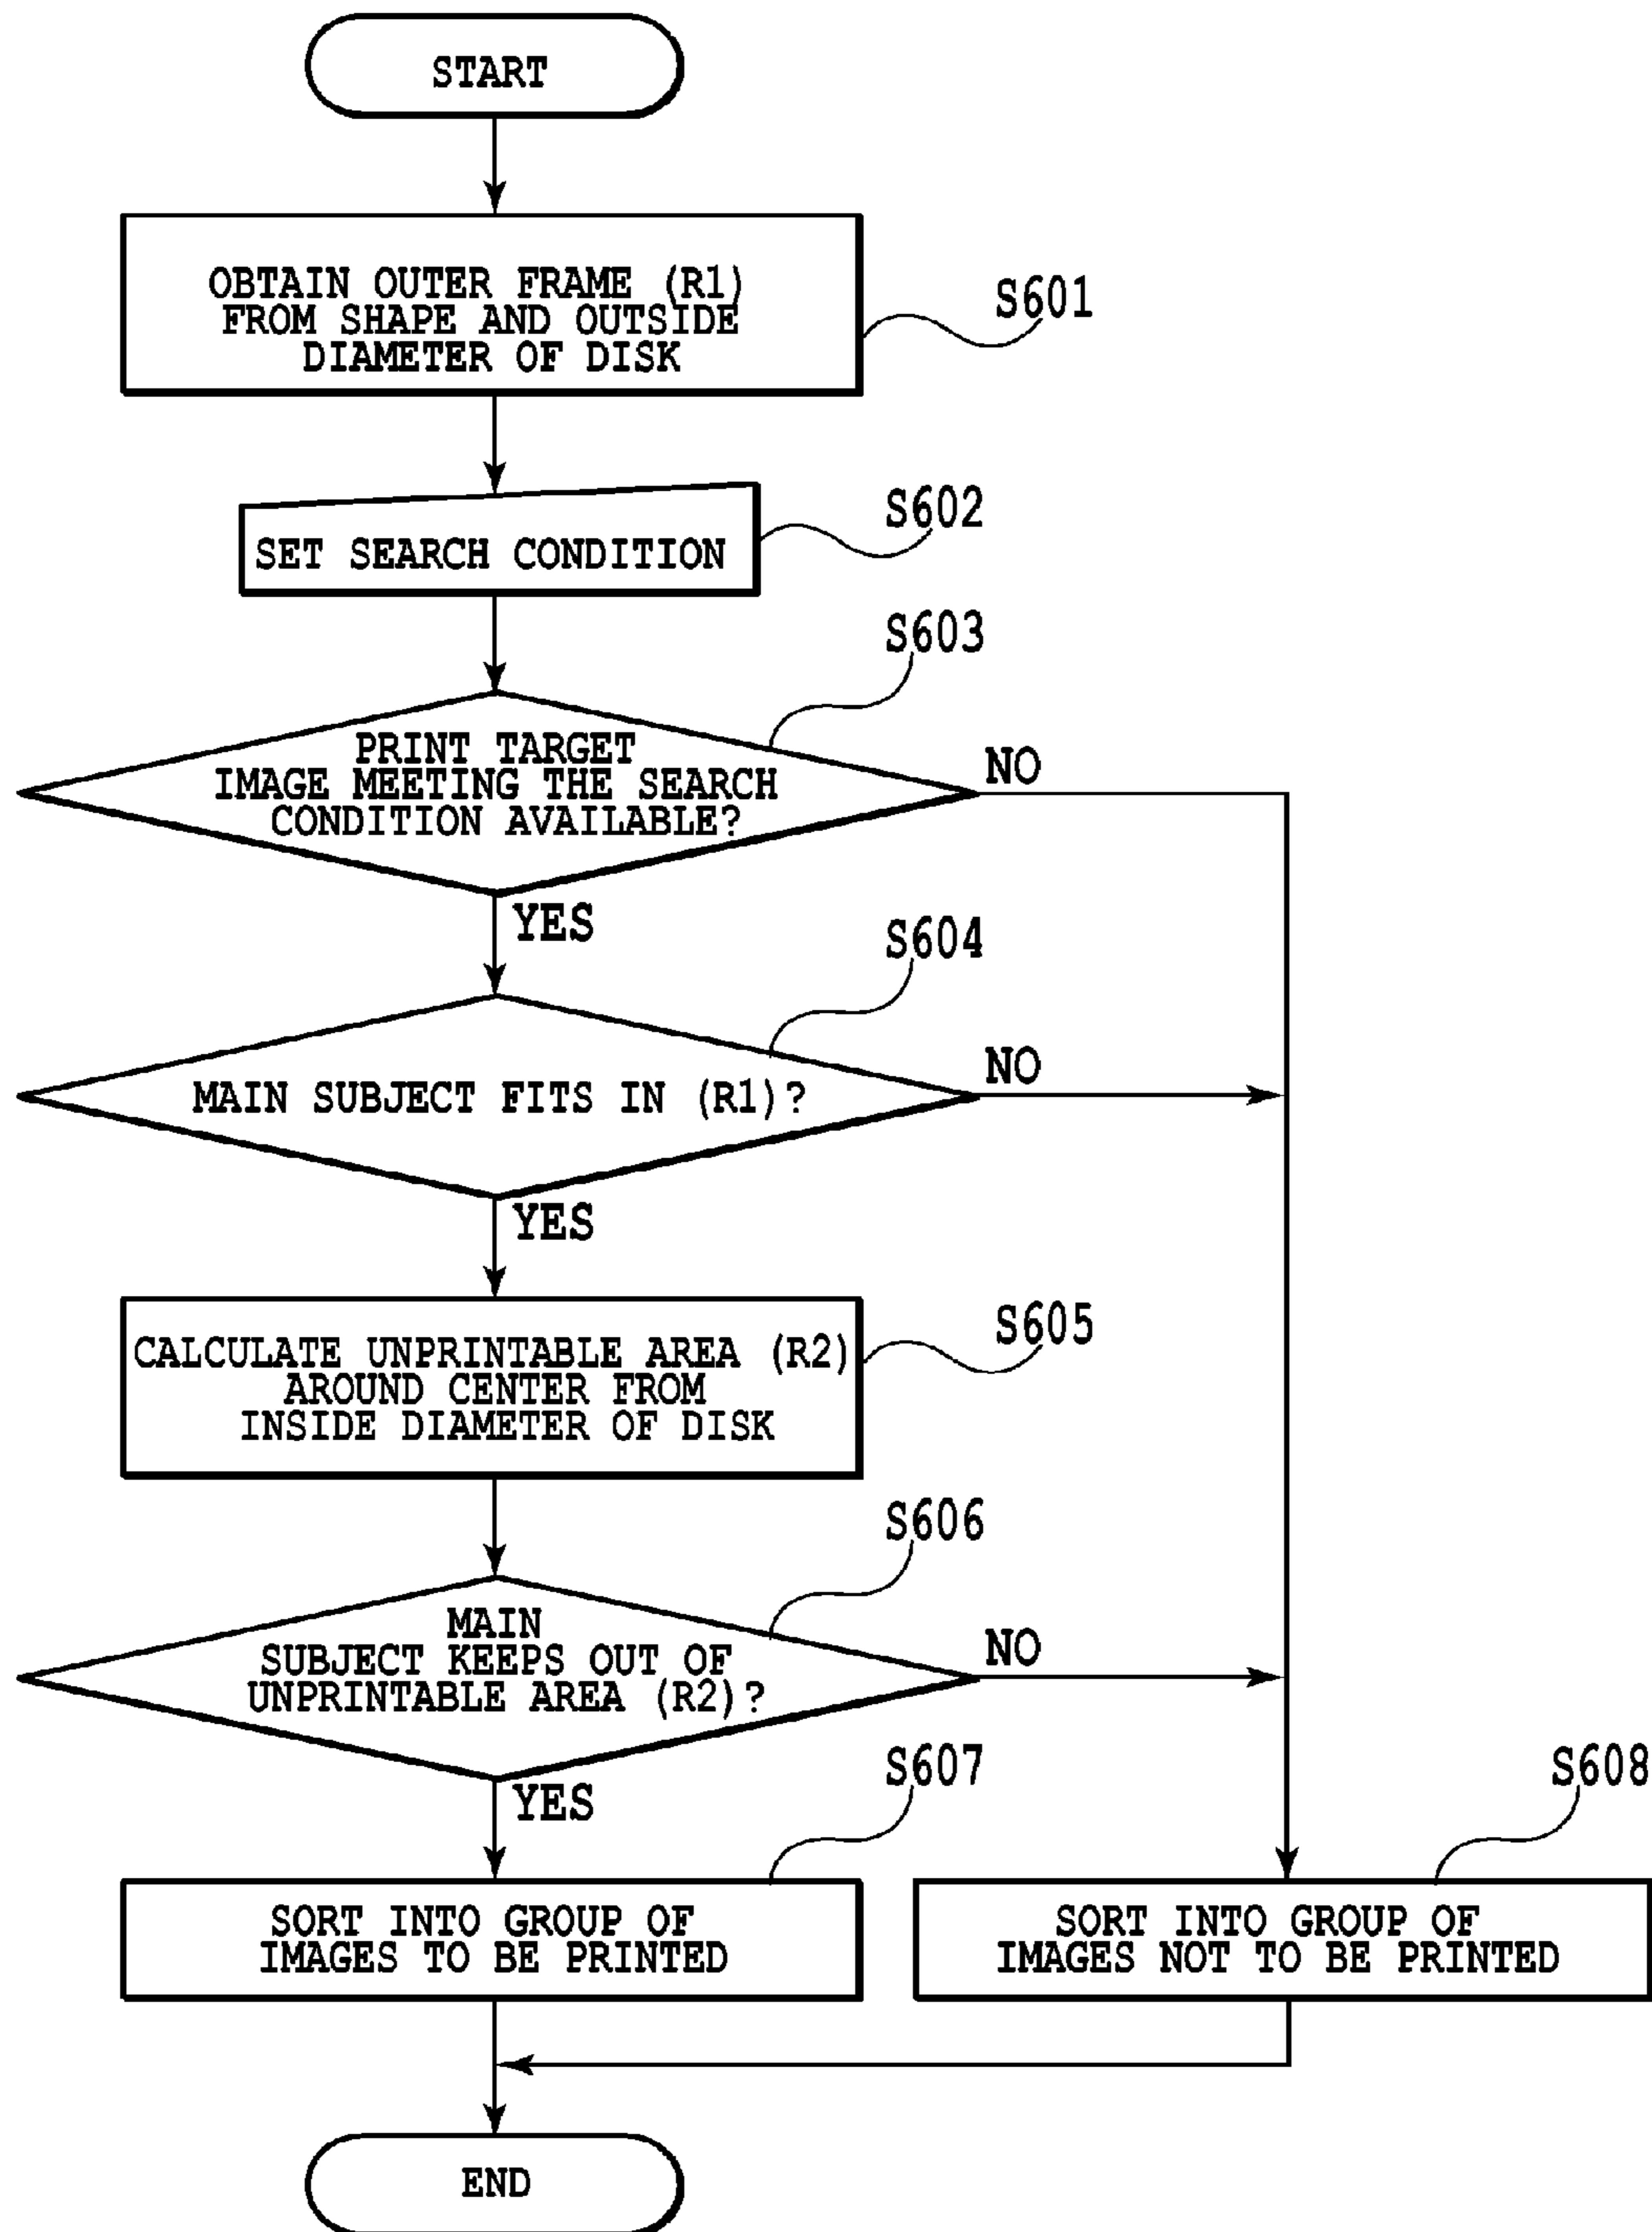 START
OBTAIN OUTER FRAME (R1)
FROM SHAPE AND OUTSIDE
DIAMETER OF DISK
S601
SET SEARCH CONDITION
S602
S603
PRINT TARGET
IMAGE MEETING THE SEARCH
CONDITION AVAILABLE?
NO
YES
S604
MAIN SUBJECT FITS IN (R1)?
NO
YES
S605
CALCULATE UNPRINTABLE AREA (R2)
AROUND CENTER FROM
INSIDE DIAMETER OF DISK
S606
MAIN
SUBJECT KEEPS OUT OF
UNPRINTABLE AREA (R2)?
NO
YES
S607
S608
SORT INTO GROUP OF
IMAGES TO BE PRINTED
SORT INTO GROUP OF
IMAGES NOT TO BE PRINTED
END